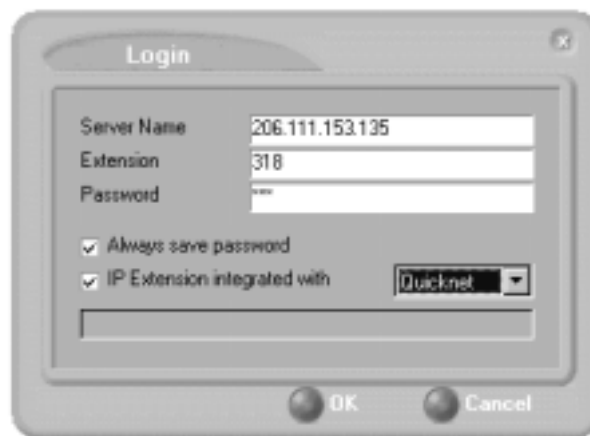 Login
Server Name 206.111.153.135
Extension 318
Password ***
Always save password
IP Extension integrated with Quicknet
OK Cancel